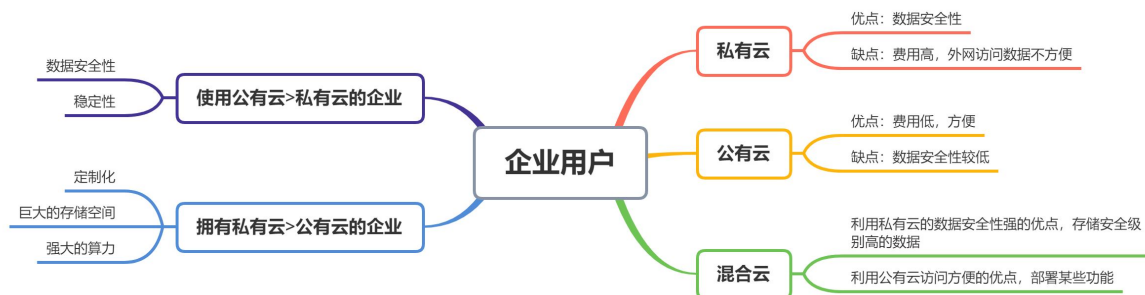 企业用户
使用公有云>私有云的企业
数据安全性
稳定性
拥有私有云>公有云的企业
定制化
巨大的存储空间
强大的算力
私有云
优点：数据安全性
缺点：费用高，外网访问数据不方便
公有云
优点：费用低，方便
缺点：数据安全性较低
混合云
利用私有云的数据安全性强的优点，存储安全级
别高的数据
利用公有云访问方便的优点，部署某些功能